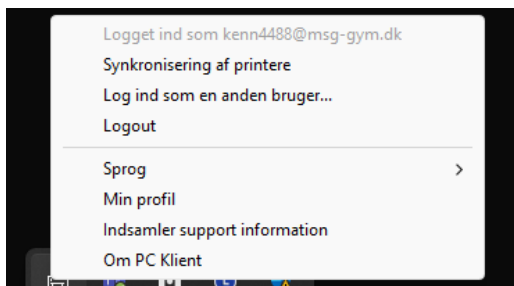 Logget ind som kenn4488@msg-gym.dk
Synkronisering af printere
Log ind som en anden bruger...
Logout
Sprog
Min profil
Indsamler support information
Om PC Klient